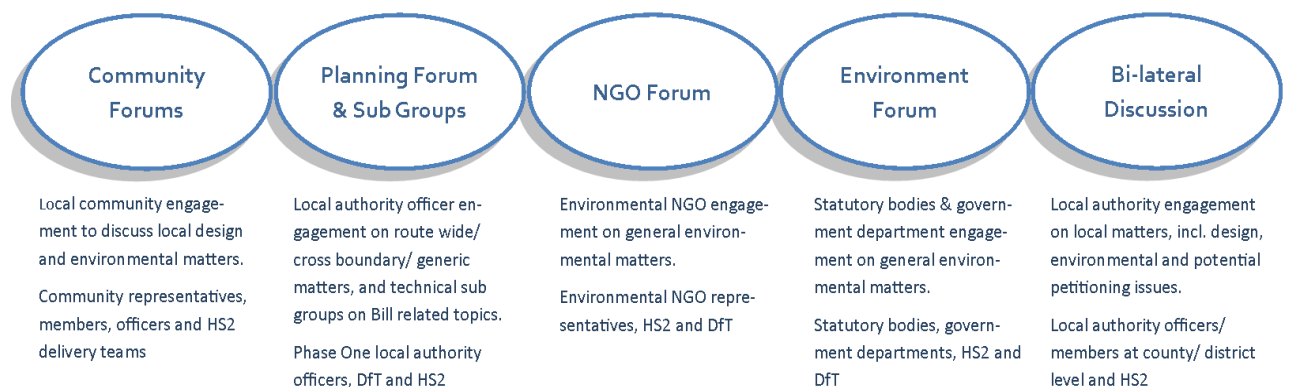 Community
Forums
Planning Forum
& Sub Groups
NGO Forum
Environment
Forum
Bi-lateral
Discussion
Local community engage-
ment to discuss local design
and environmental matters.
Community representatives,
members, officers and HS2
delivery teams
Local authority officer en-
gagement on route wide/
cross boundary/ generic
matters, and technical sub
groups on Bill related topics.
Phase One local authority
officers, DfT and HS2
Environmental NGO engage-
ment on general environ-
mental matters.
Environmental NGO repre-
sentatives, HS2 and DfT
Statutory bodies & govern-
ment department engage-
ment on general environ-
mental matters.
Statutory bodies, govern-
ment departments, HS2 and
DfT
Local authority engagement
on local matters, incl. design,
environmental and potential
petitioning issues.
Local authority officers/
members at county/ district
level and HS2